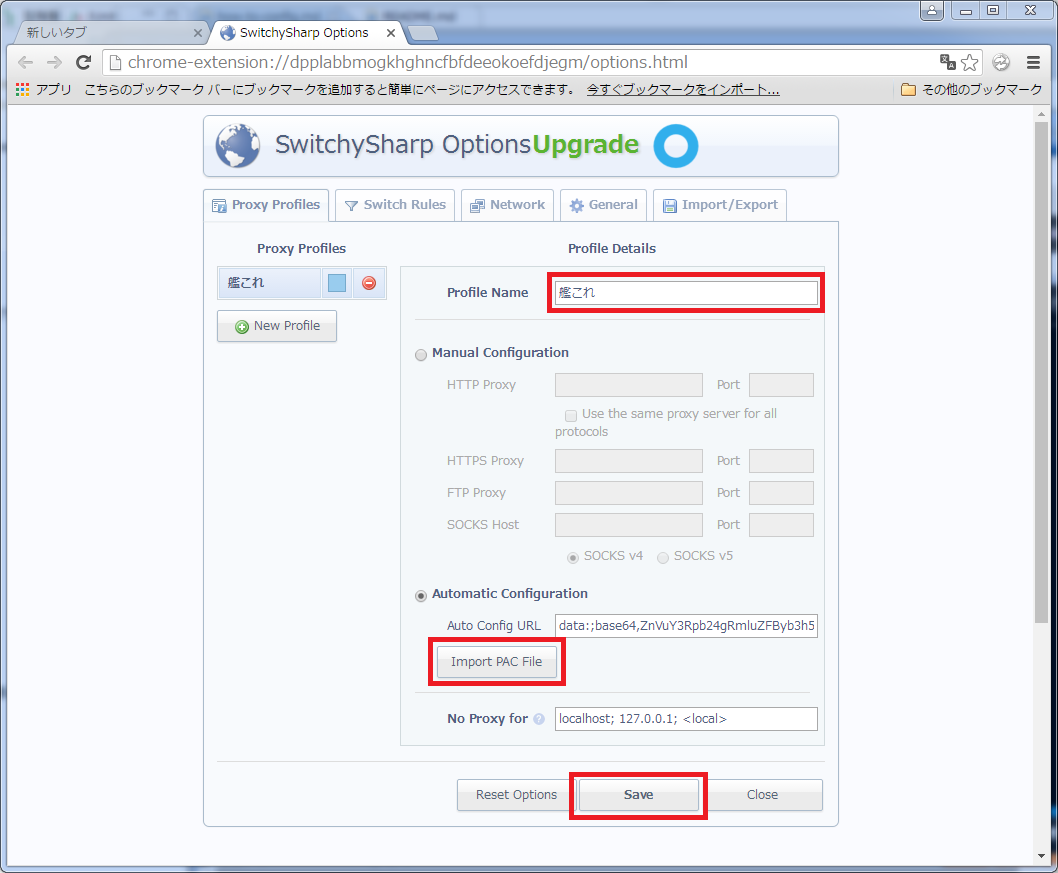 新しいタブ
SwitchySharp Options
chrome-extension://dpplabbmogkhghncfbfdeeokoefdjegm/options.html
アプリ こちらのブックマーク バーにブックマークを追加すると簡単にページにアクセスできます。 今すぐブックマークをインポート... その他のブックマーク
SwitchySharp OptionsUpgrade
Proxy Profiles Switch Rules Network General Import/Export
Proxy Profiles
艦これ
New Profile
Profile Details
Profile Name 艦これ
Manual Configuration
HTTP Proxy Port
Use the same proxy server for all
protocols
HTTPS Proxy Port
FTP Proxy Port
SOCKS Host Port
SOCKS v4 SOCKS v5
Automatic Configuration
Auto Config URL data:;base64,ZnVuY3Rpb24gRmluZFByb3h5
Import PAC File
No Proxy for ? localhost; 127.0.0.1; <local>
Reset Options Save Close